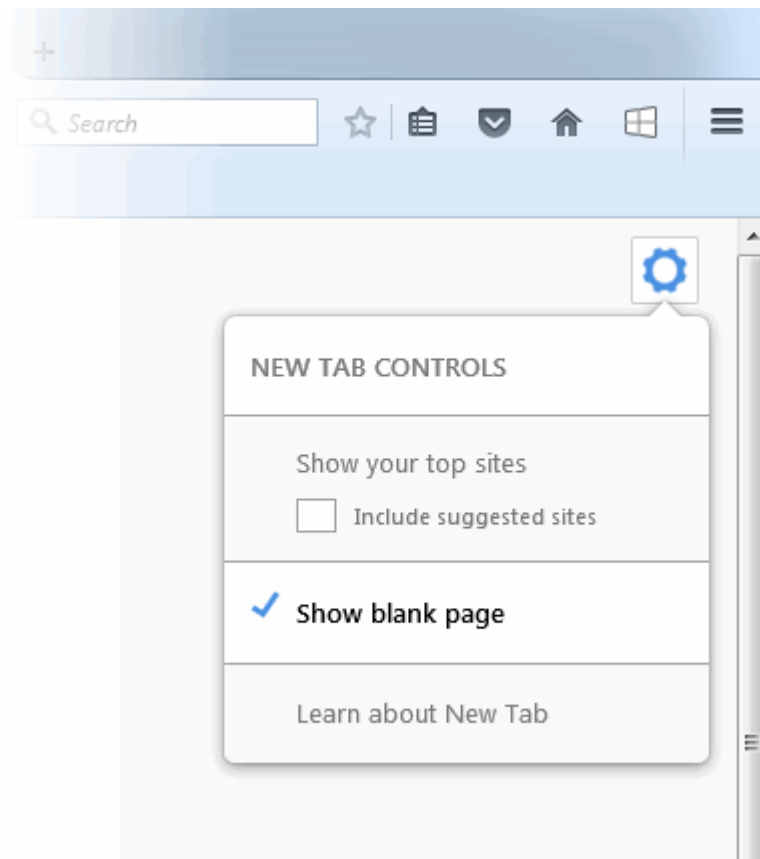 Search
NEW TAB CONTROLS
Show your top sites
Include suggested sites
Show blank page
Learn about New Tab